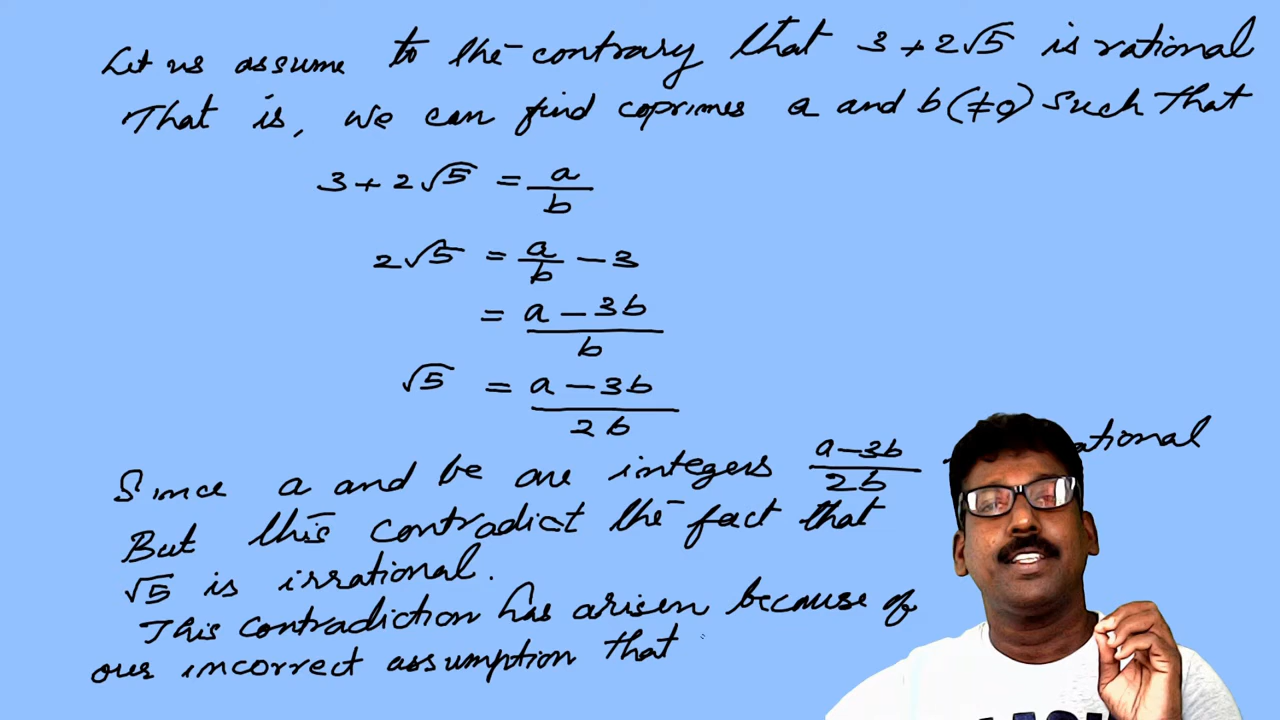 Let us assume to the contrary that 3 + 2√5 is rational
That is, we can find coprimes a and b (≠0) such that
3 + 2√5 = a/b
2√5 = a/b - 3
= a - 3b / b
√5 = a - 3b / 2b
Since a and be are integers a-3b / 2b ational
But this contradict the fact that
√5 is irrational.
This contradiction has arisen because of
our incorrect assumption that